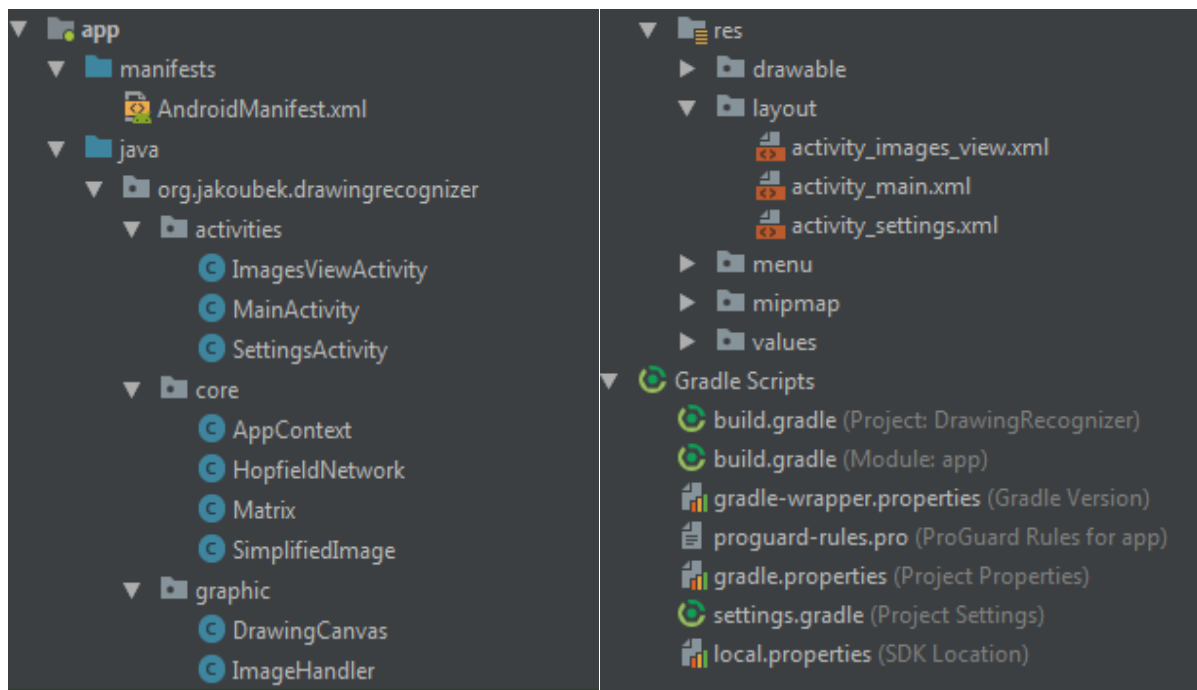 app
manifests
AndroidManifest.xml
java
org.jakoubek.drawingrecognizer
activities
ImagesViewActivity
MainActivity
SettingsActivity
core
AppContext
HopfieldNetwork
Matrix
SimplifiedImage
graphic
DrawingCanvas
ImageHandler
res
drawable
layout
activity_images_view.xml
activity_main.xml
activity_settings.xml
menu
mipmap
values
Gradle Scripts
build.gradle (Project: DrawingRecognizer)
build.gradle (Module: app)
gradle-wrapper.properties (Gradle Version)
proguard-rules.pro (ProGuard Rules for app)
gradle.properties (Project Properties)
settings.gradle (Project Settings)
local.properties (SDK Location)